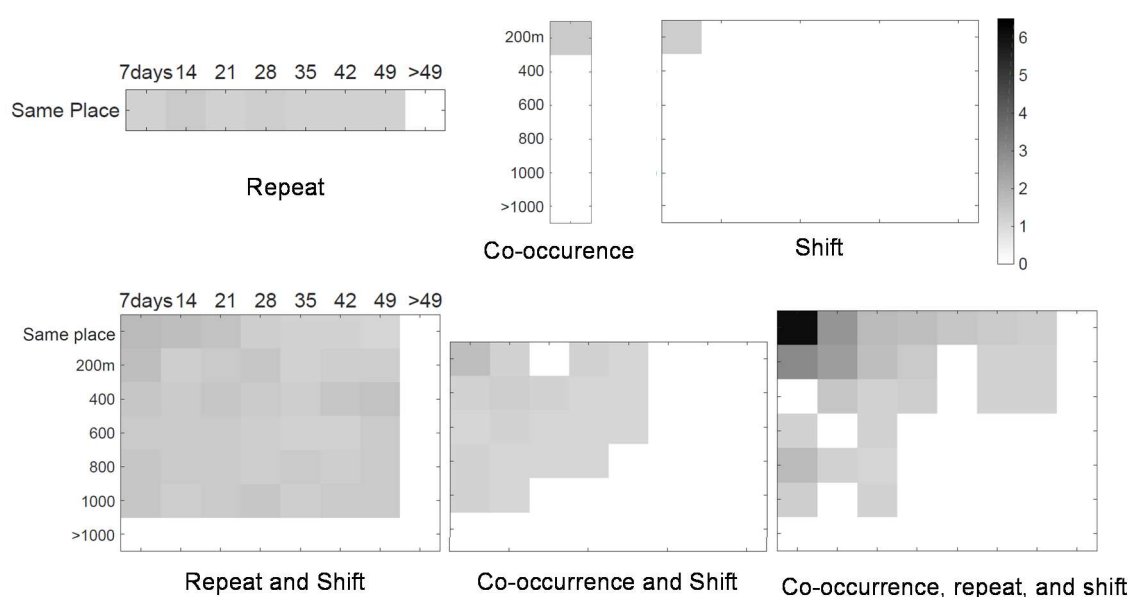 7days 14 21 28 35 42 49 >49
Same Place
Repeat
200m
400
600
800
1000
>1000
Co-occurence
Shift
6
5
4
3
2
1
0
7days 14 21 28 35 42 49 >49
Same place
200m
400
600
800
1000
>1000
Repeat and Shift
Co-occurrence and Shift
Co-occurrence, repeat, and shift